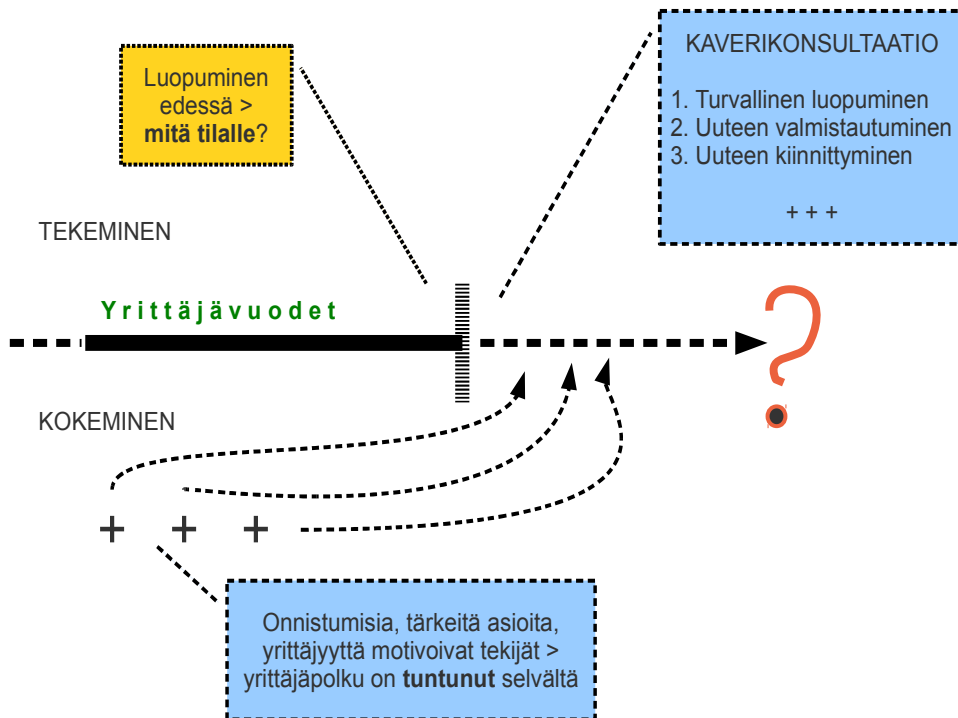 Luopuminen
edessä >
mitä tilalle?
KAVERIKONSULTAATIO
1. Turvallinen luopuminen
2. Uuteen valmistautuminen
3. Uuteen kiinnittyminen
+ + +
TEKEMINEN
Yrittäjävuodet
?
KOKEMINEN
+ + +
Onnistumisia, tärkeitä asioita,
yrittäjyyttä motivoivat tekijät >
yrittäjäpolku on tuntunut selvältä